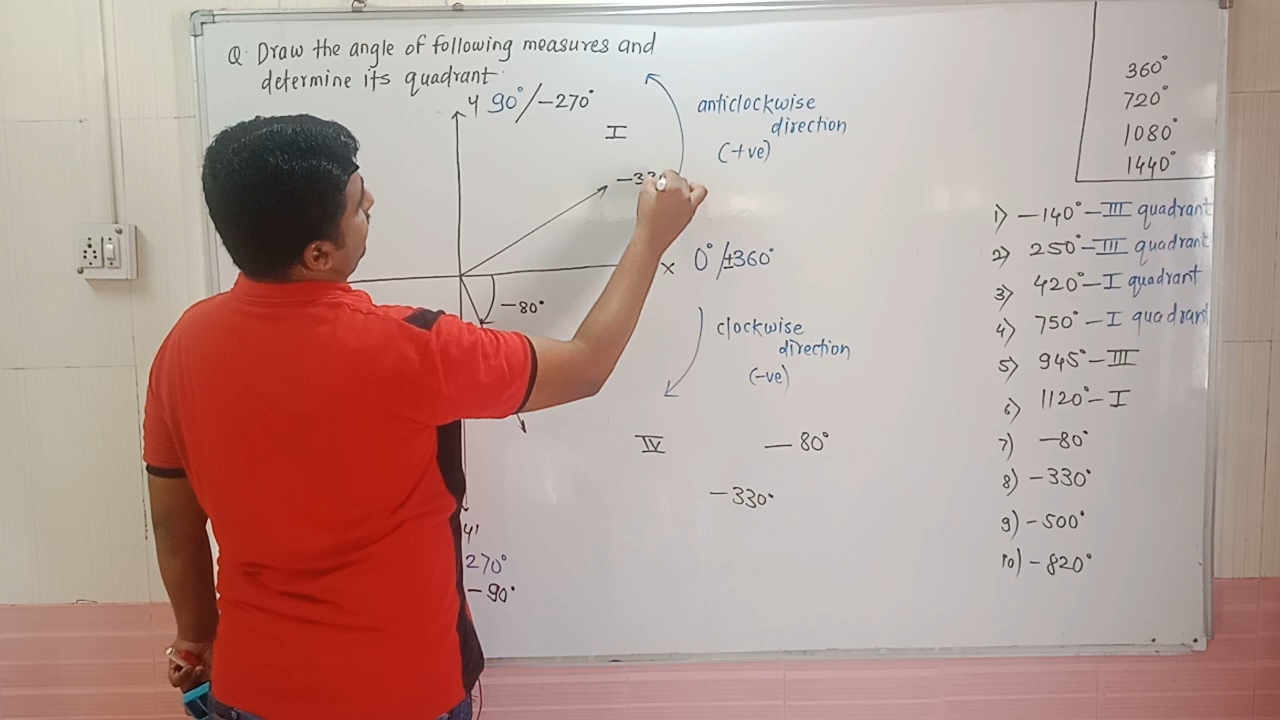 Q. Draw the angle of following measures and
determine its quadrant.
Y 90°/-270°
I
anticlockwise
direction
(+ve)
X 0°/±360°
-80°
clockwise
direction
(-ve)
IV
-80°
-330°
Y'
270°
-90°
360°
720°
1080°
1440°
1) -140° - III quadrant
2) 250° - III quadrant
3) 420° - I quadrant
4) 750° - I quadrant
5) 945° - III
6) 1120° - I
7) -80°
8) -330°
9) -500°
10) -820°